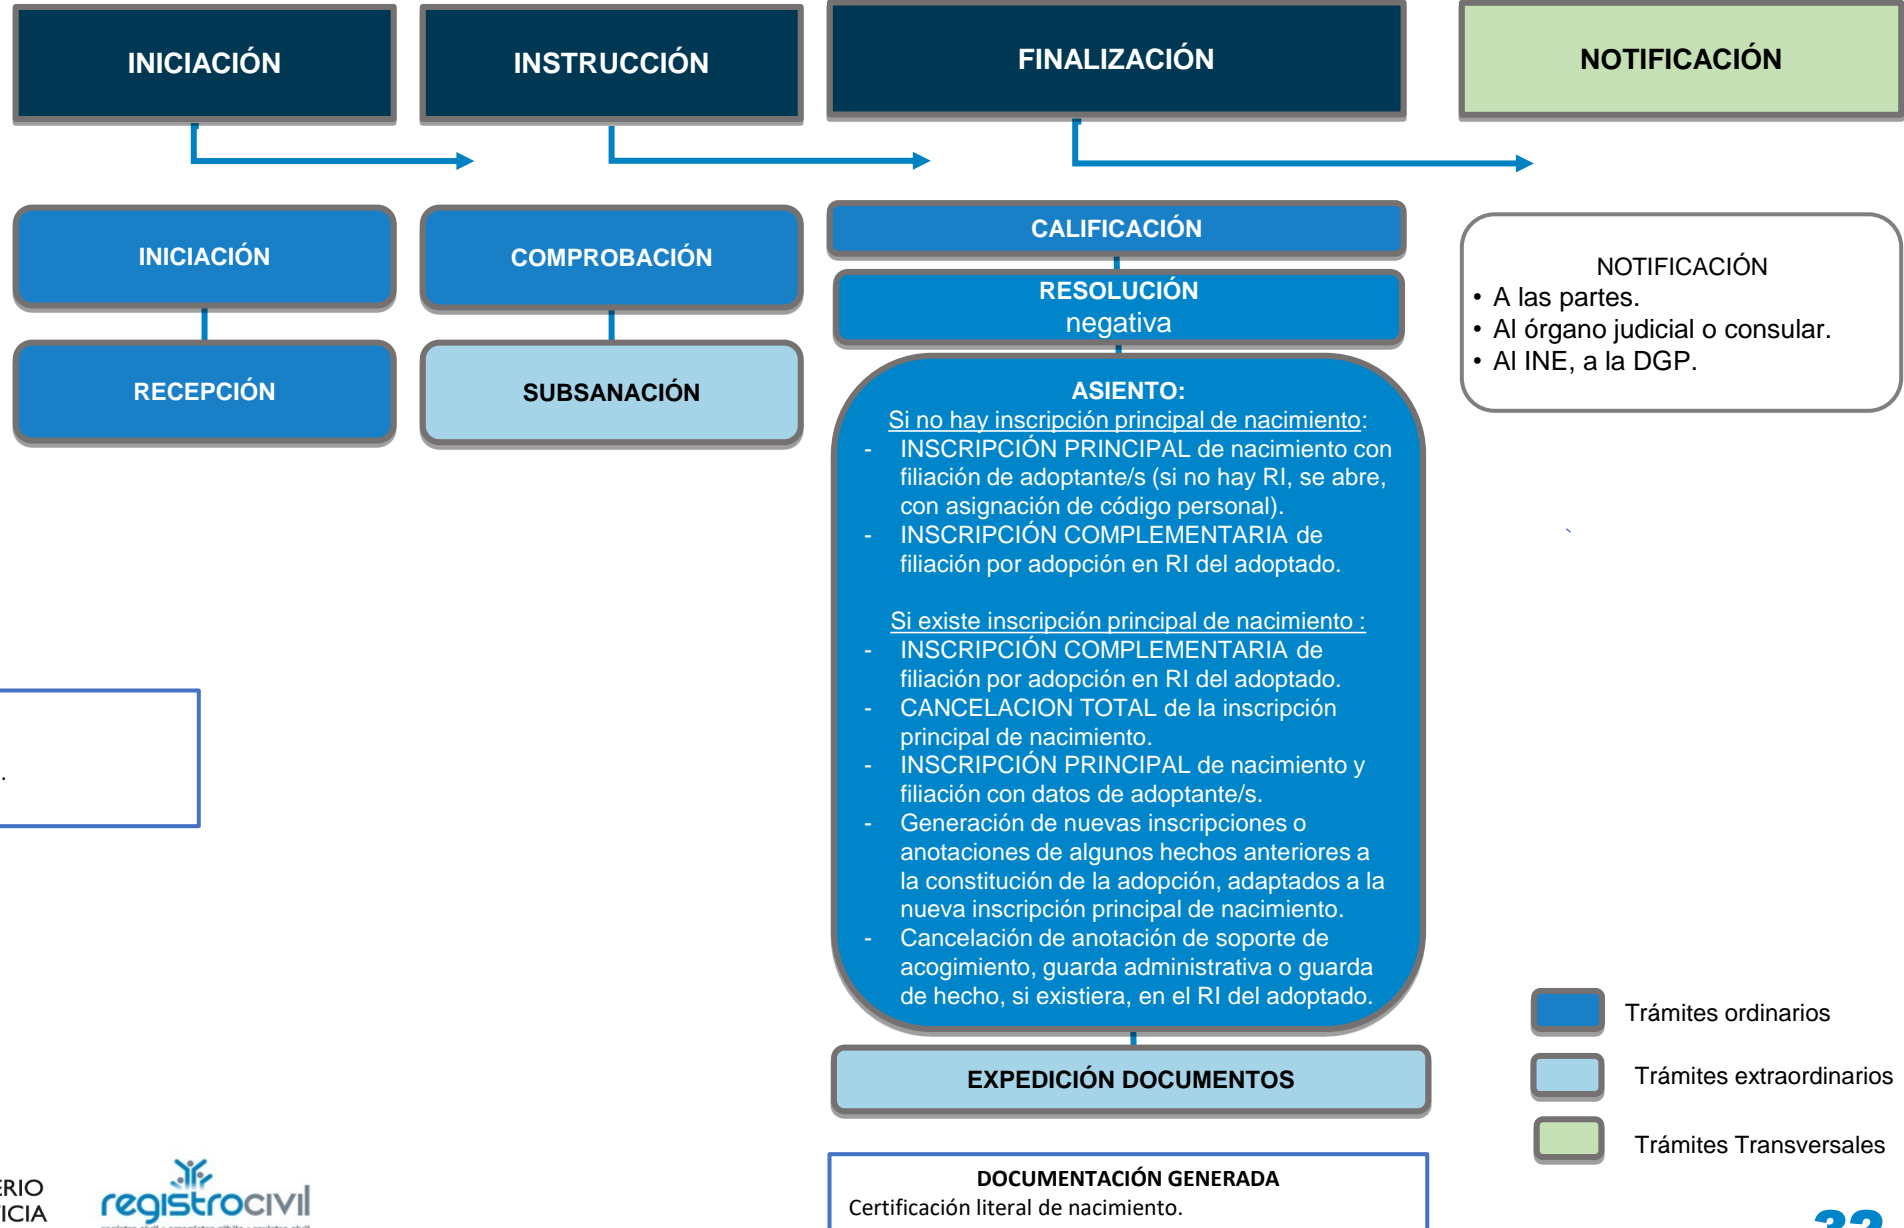 INICIACIÓN
INSTRUCCIÓN
FINALIZACIÓN
NOTIFICACIÓN
INICIACIÓN
RECEPCIÓN
COMPROBACIÓN
SUBSANACIÓN
CALIFICACIÓN
RESOLUCIÓN
negativa
ASIENTO:
Si no hay inscripción principal de nacimiento:
- INSCRIPCIÓN PRINCIPAL de nacimiento con
filiación de adoptante/s (si no hay RI, se abre,
con asignación de código personal).
- INSCRIPCIÓN COMPLEMENTARIA de
filiación por adopción en RI del adoptado.
Si existe inscripción principal de nacimiento :
- INSCRIPCIÓN COMPLEMENTARIA de
filiación por adopción en RI del adoptado.
- CANCELACION TOTAL de la inscripción
principal de nacimiento.
- INSCRIPCIÓN PRINCIPAL de nacimiento y
filiación con datos de adoptante/s.
- Generación de nuevas inscripciones o
anotaciones de algunos hechos anteriores a
la constitución de la adopción, adaptados a la
nueva inscripción principal de nacimiento.
- Cancelación de anotación de soporte de
acogimiento, guarda administrativa o guarda
de hecho, si existiera, en el RI del adoptado.
EXPEDICIÓN DOCUMENTOS
DOCUMENTACIÓN GENERADA
Certificación literal de nacimiento.
NOTIFICACIÓN
• A las partes.
• Al órgano judicial o consular.
• Al INE, a la DGP.
Trámites ordinarios
Trámites extraordinarios
Trámites Transversales
.
ERIO
ICIA
registrocivil
32